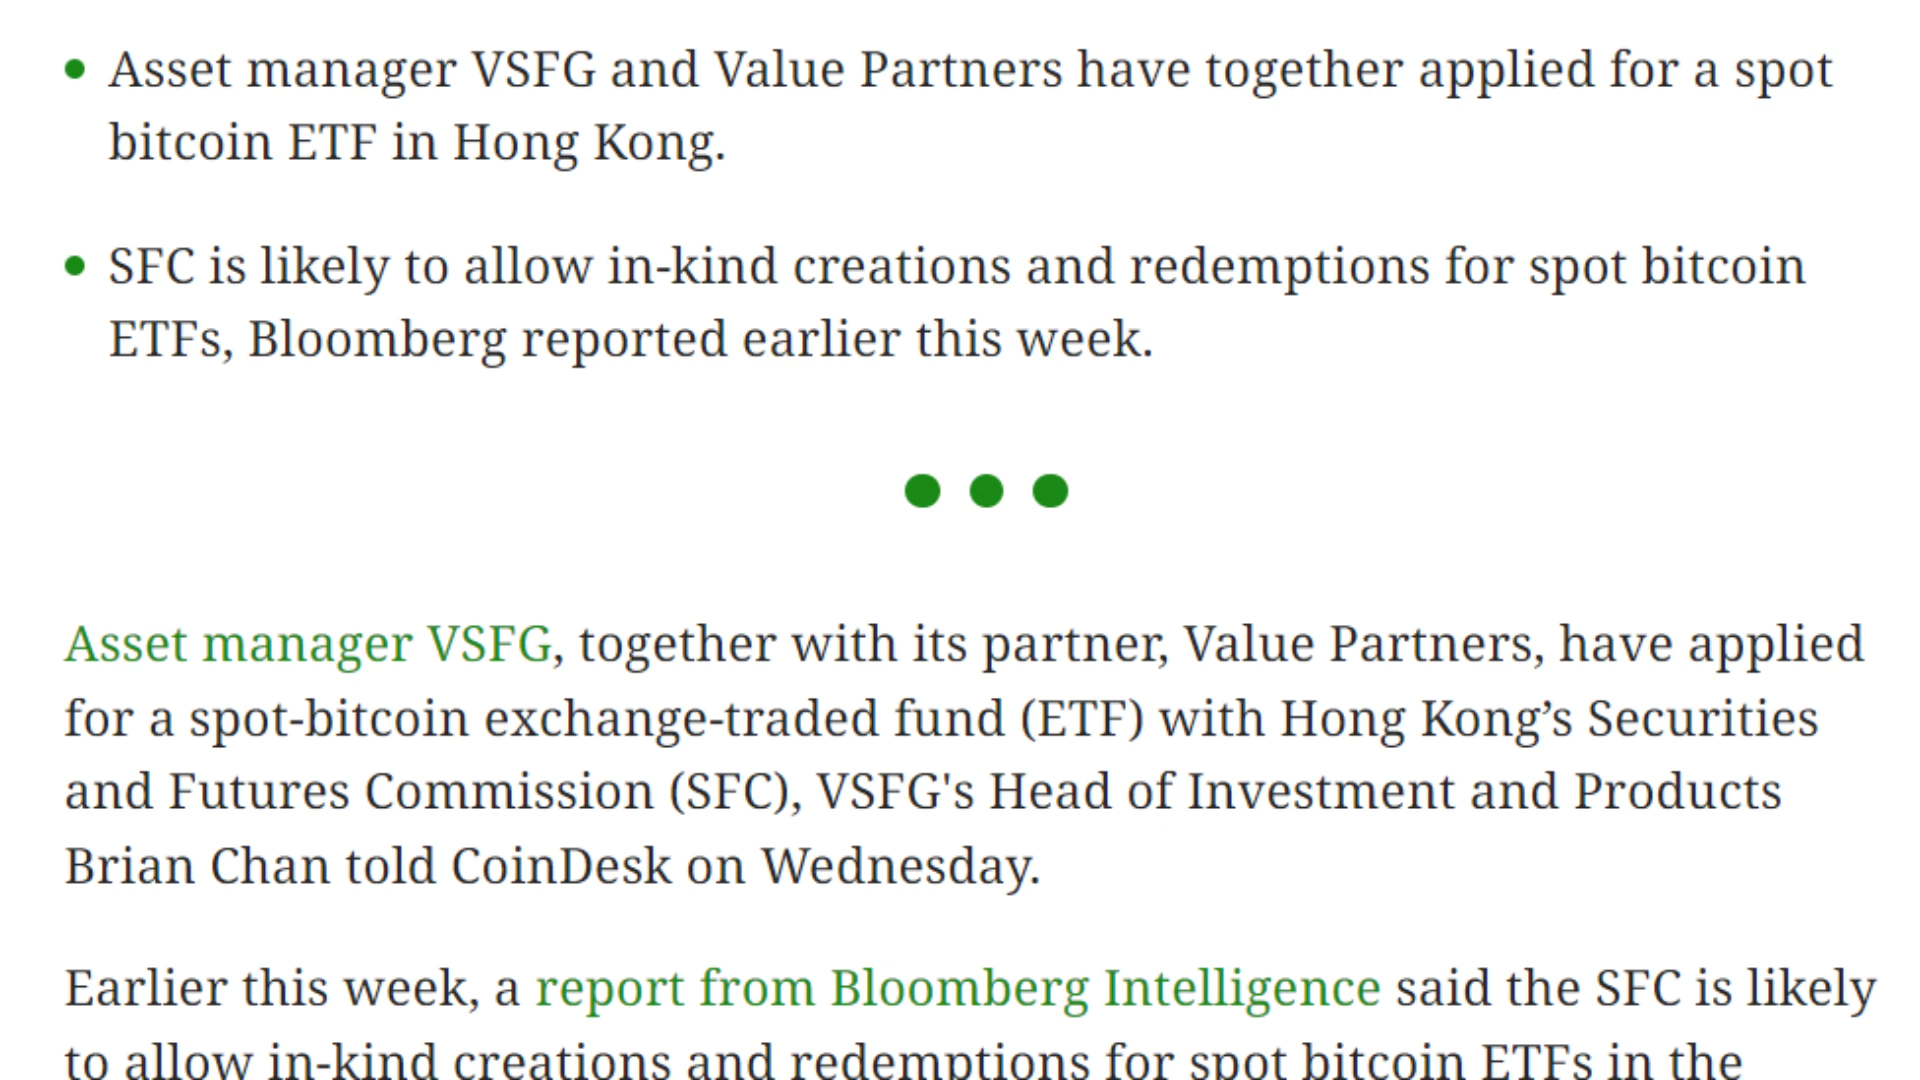 Asset manager VSFG and Value Partners have together applied for a spot
bitcoin ETF in Hong Kong.
SFC is likely to allow in-kind creations and redemptions for spot bitcoin
ETFs, Bloomberg reported earlier this week.
Asset manager VSFG, together with its partner, Value Partners, have applied
for a spot-bitcoin exchange-traded fund (ETF) with Hong Kong’s Securities
and Futures Commission (SFC), VSFG's Head of Investment and Products
Brian Chan told CoinDesk on Wednesday.
Earlier this week, a report from Bloomberg Intelligence said the SFC is likely
to allow in-kind creations and redemptions for spot bitcoin ETFs in the